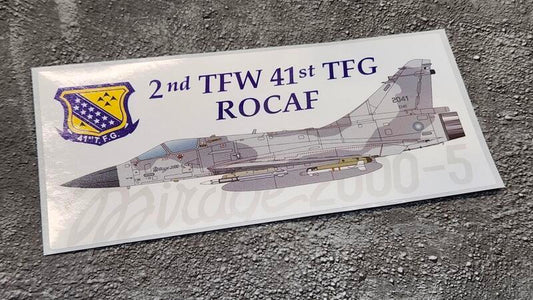 2nd TFW 41st TFG
ROCAF
41ST T.F.G.
2041
Mirage 2000-5